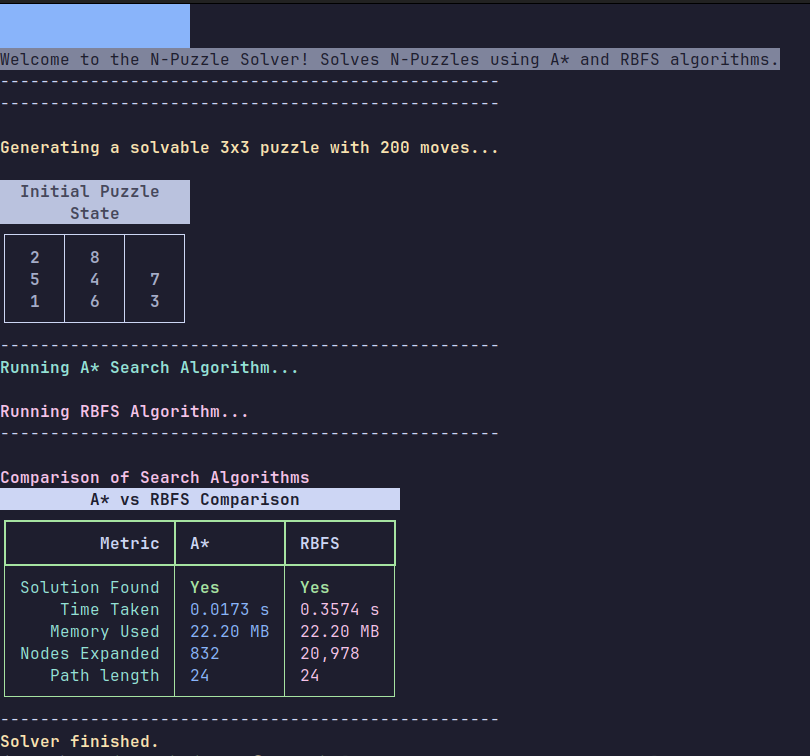 Welcome to the N-Puzzle Solver! Solves N-Puzzles using A* and RBFS algorithms.
--------------------------------------------------
--------------------------------------------------
Generating a solvable 3x3 puzzle with 200 moves...
Initial Puzzle
State
2 8
5 4 7
1 6 3
--------------------------------------------------
Running A* Search Algorithm...
Running RBFS Algorithm...
--------------------------------------------------
Comparison of Search Algorithms
A* vs RBFS Comparison
Metric A* RBFS
Solution Found Yes Yes
Time Taken 0.0173 s 0.3574 s
Memory Used 22.20 MB 22.20 MB
Nodes Expanded 832 20,978
Path length 24 24
--------------------------------------------------
Solver finished.